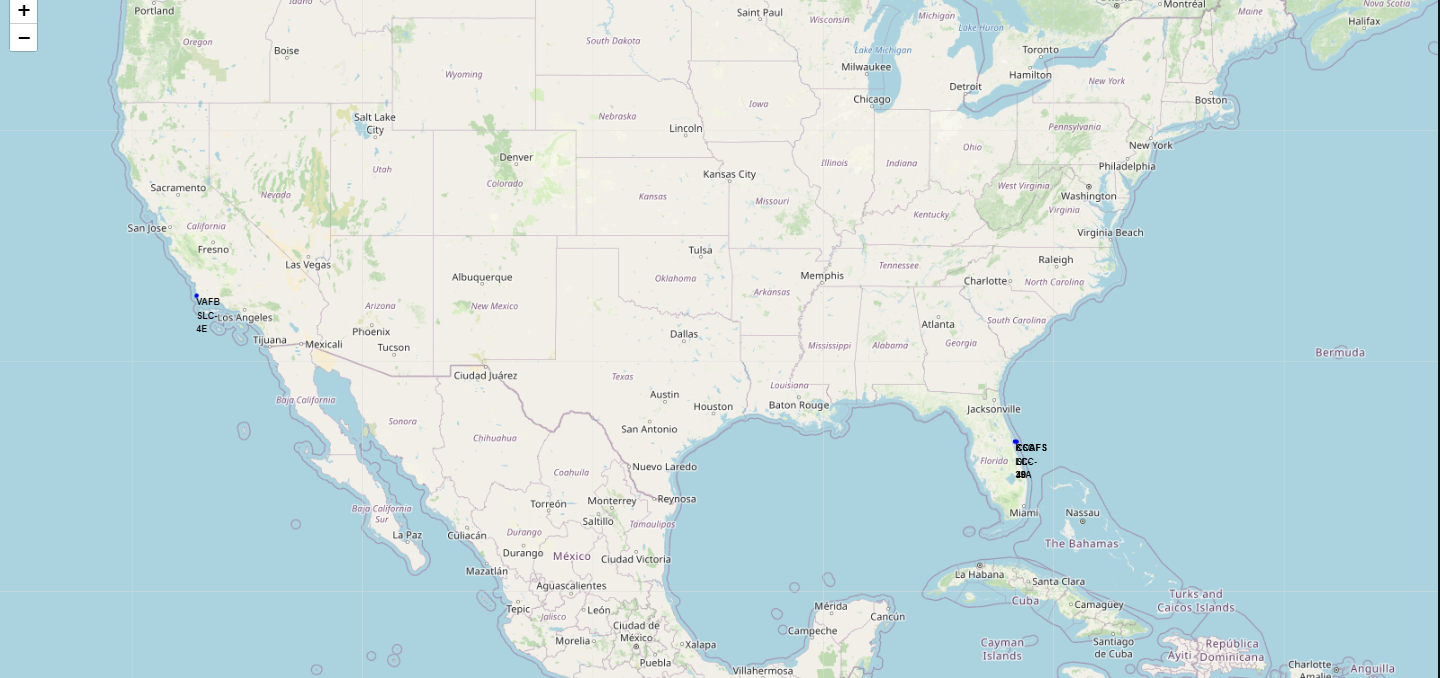 +
−
Portland
Idaho
Saint Paul
Wisconsin
Michigan
Lake Huron
Montréal
Maine
Nova Scotia
Halifax
Oregon
Boise
South Dakota
Lake Michigan
Toronto
Wyoming
Milwaukee
Hamilton
New York
Detroit
Chicago
Boston
Iowa
Salt Lake
City
Nebraska
Lincoln
Pennsylvania
New York
Denver
Utah
Colorado
Illinois
Indiana
Ohio
Philadelphia
Kansas City
Sacramento
Nevada
Kansas
Missouri
West Virginia
Washington
Virginia
Kentucky
San Jose
California
Fresno
Virginia Beach
Las Vegas
Tulsa
Raleigh
Albuquerque
Oklahoma
Memphis
Tennessee
Charlotte
North Carolina
Arizona
New Mexico
Arkansas
VAFB
SLC-
4E
Los Angeles
Phoenix
Tucson
Dallas
Atlanta
South Carolina
Tijuana
Mexicali
Mississippi
Alabama
Georgia
Bermuda
Ciudad Juárez
Texas
Louisiana
Baja California
Austin
Houston
Baton Rouge
Jacksonville
Sonora
San Antonio
Chihuahua
CCAFS
Florida
Nuevo Laredo
Coahuila
Baja California
Sur
Torreón
Monterrey
Reynosa
Saltillo
Tamaulipas
Miami
Nassau
La Paz
Culiacán
Durango
Durango
México
Ciudad Victoria
The Bahamas
Mazatlán
Aguascalientes
La Habana
Santa Clara
Cuba
Camagüey
Turks and
Caicos Islands
Tepic
León
Jalisco
Mérida
Cancún
Ciudad de
México
Morelia
Xalapa
Campeche
Cayman
Islands
Santiago
de Cuba
Ayiti
República
Dominicana
Puebla
Villahermosa
Charlotte
Amalie
Anguilla